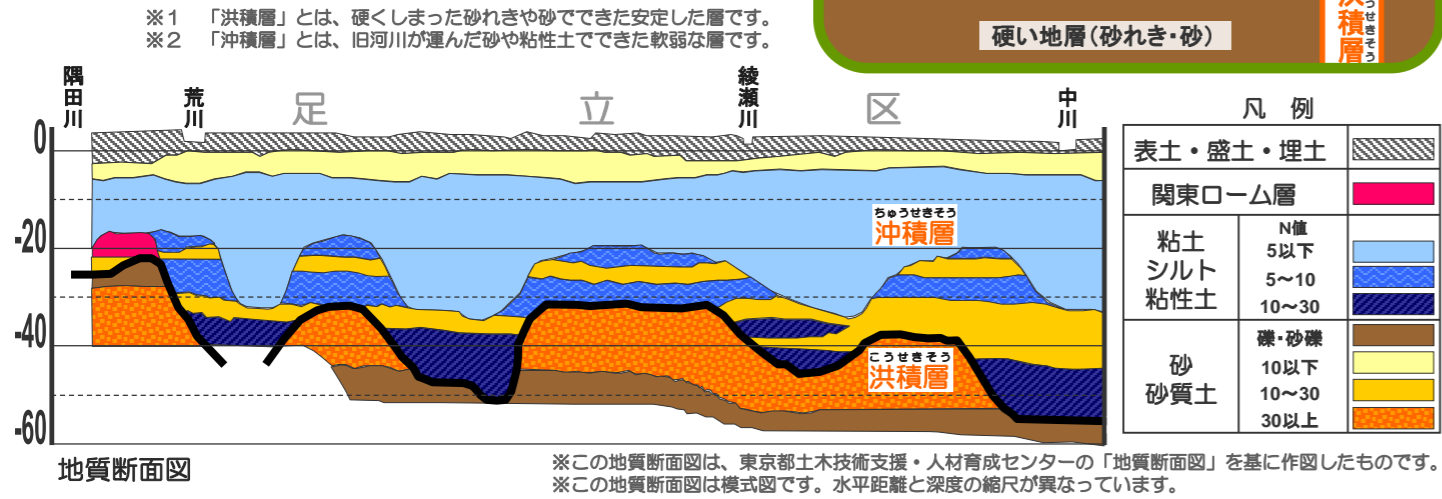 ※1 「洪積層」とは、硬くしまった砂れきや砂でできた安定した層です。
※2 「沖積層」とは、旧河川が運んだ砂や粘性土でできた軟弱な層です。
硬い地層(砂れき・砂)
洪積層
うせきそう
隅田川
荒川
足立区
綾瀬川
中川
0
-20
-40
-60
ちゅうせきそう
沖積層
こうせきそう
洪積層
凡例
表土・盛土・埋土
関東ローム層
粘土
シルト
粘性土
N値
5以下
5〜10
10〜30
砂
砂質土
礫・砂礫
10以下
10〜30
30以上
地質断面図
※この地質断面図は、東京都土木技術支援・人材育成センターの「地質断面図」を基に作図したものです。
※この地質断面図は模式図です。水平距離と深度の縮尺が異なっています。